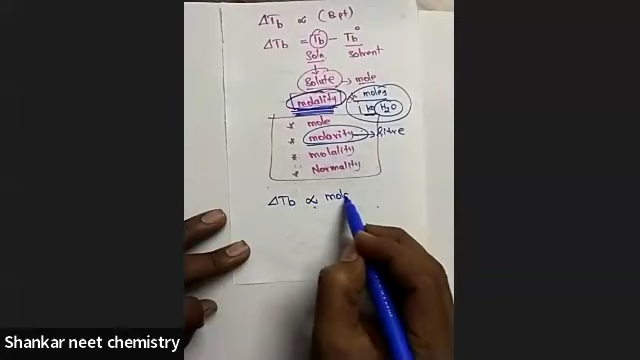 ΔTb ∝ (B.pt)
ΔTb = Tb - Tb°
Soln Solvent
Solute → mole
molality moles
1 Kg H2O
* mole
* molarity → litre
* molality
* Normality
ΔTb ∝ mole
Shankar neet chemistry